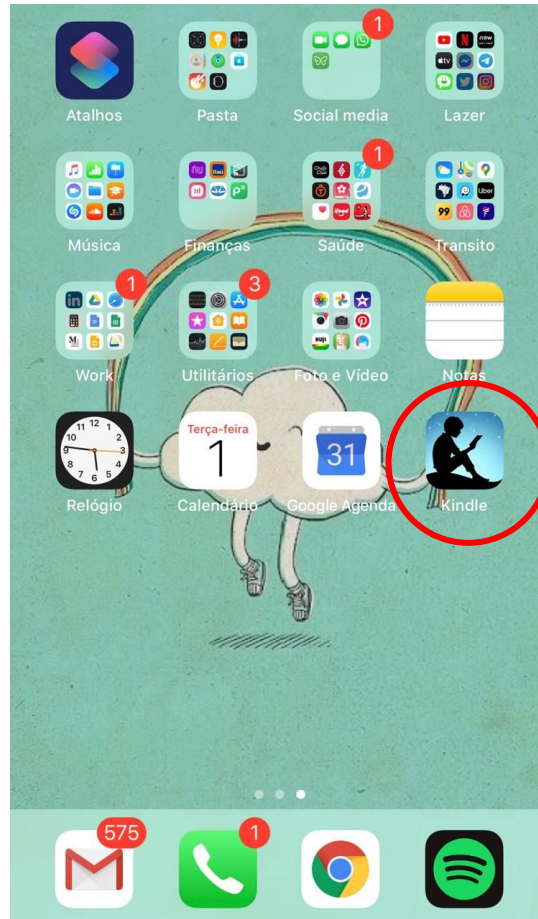 1
Atalhos Pasta Social media Lazer
1
Música Finanças Saúde Transito
1 3
Work Utilitários Foto e Vídeo Notas
Terça-feira
1
31
Relógio Calendário Google Agenda Kindle
575 1